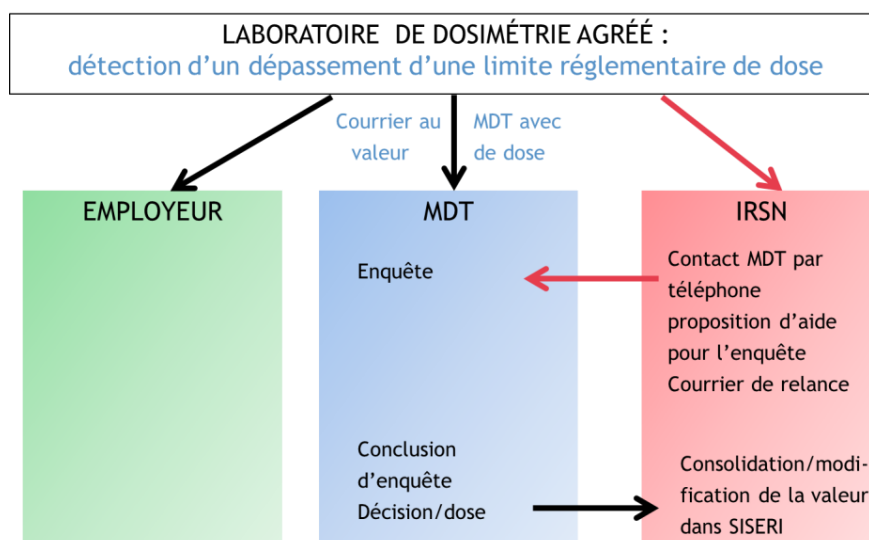 LABORATOIRE DE DOSIMÉTRIE AGRÉÉ :
détection d'un dépassement d'une limite réglementaire de dose
Courrier au MDT avec
valeur de dose
EMPLOYEUR
MDT
Enquête
Conclusion
d'enquête
Décision/dose
IRSN
Contact MDT par
téléphone
proposition d'aide
pour l'enquête
Courrier de relance
Consolidation/modi-
fication de la valeur
dans SISERI